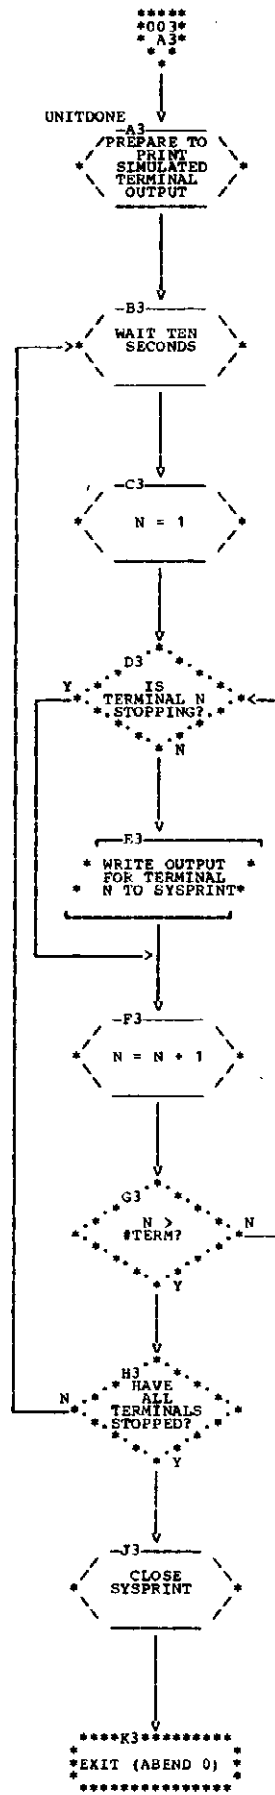 003
A3
UNITDONE
A3
PREPARE TO
PRINT
SIMULATED
TERMINAL
OUTPUT
B3
WAIT TEN
SECONDS
C3
N = 1
D3
IS
Y
TERMINAL N
STOPPING?
N
E3
WRITE OUTPUT
FOR TERMINAL
N TO SYSPRINT
F3
N = N + 1
G3
N >
N
#TERM?
Y
H3
HAVE
N
ALL
TERMINALS
STOPPED?
Y
J3
CLOSE
SYSPRINT
K3
EXIT (ABEND 0)